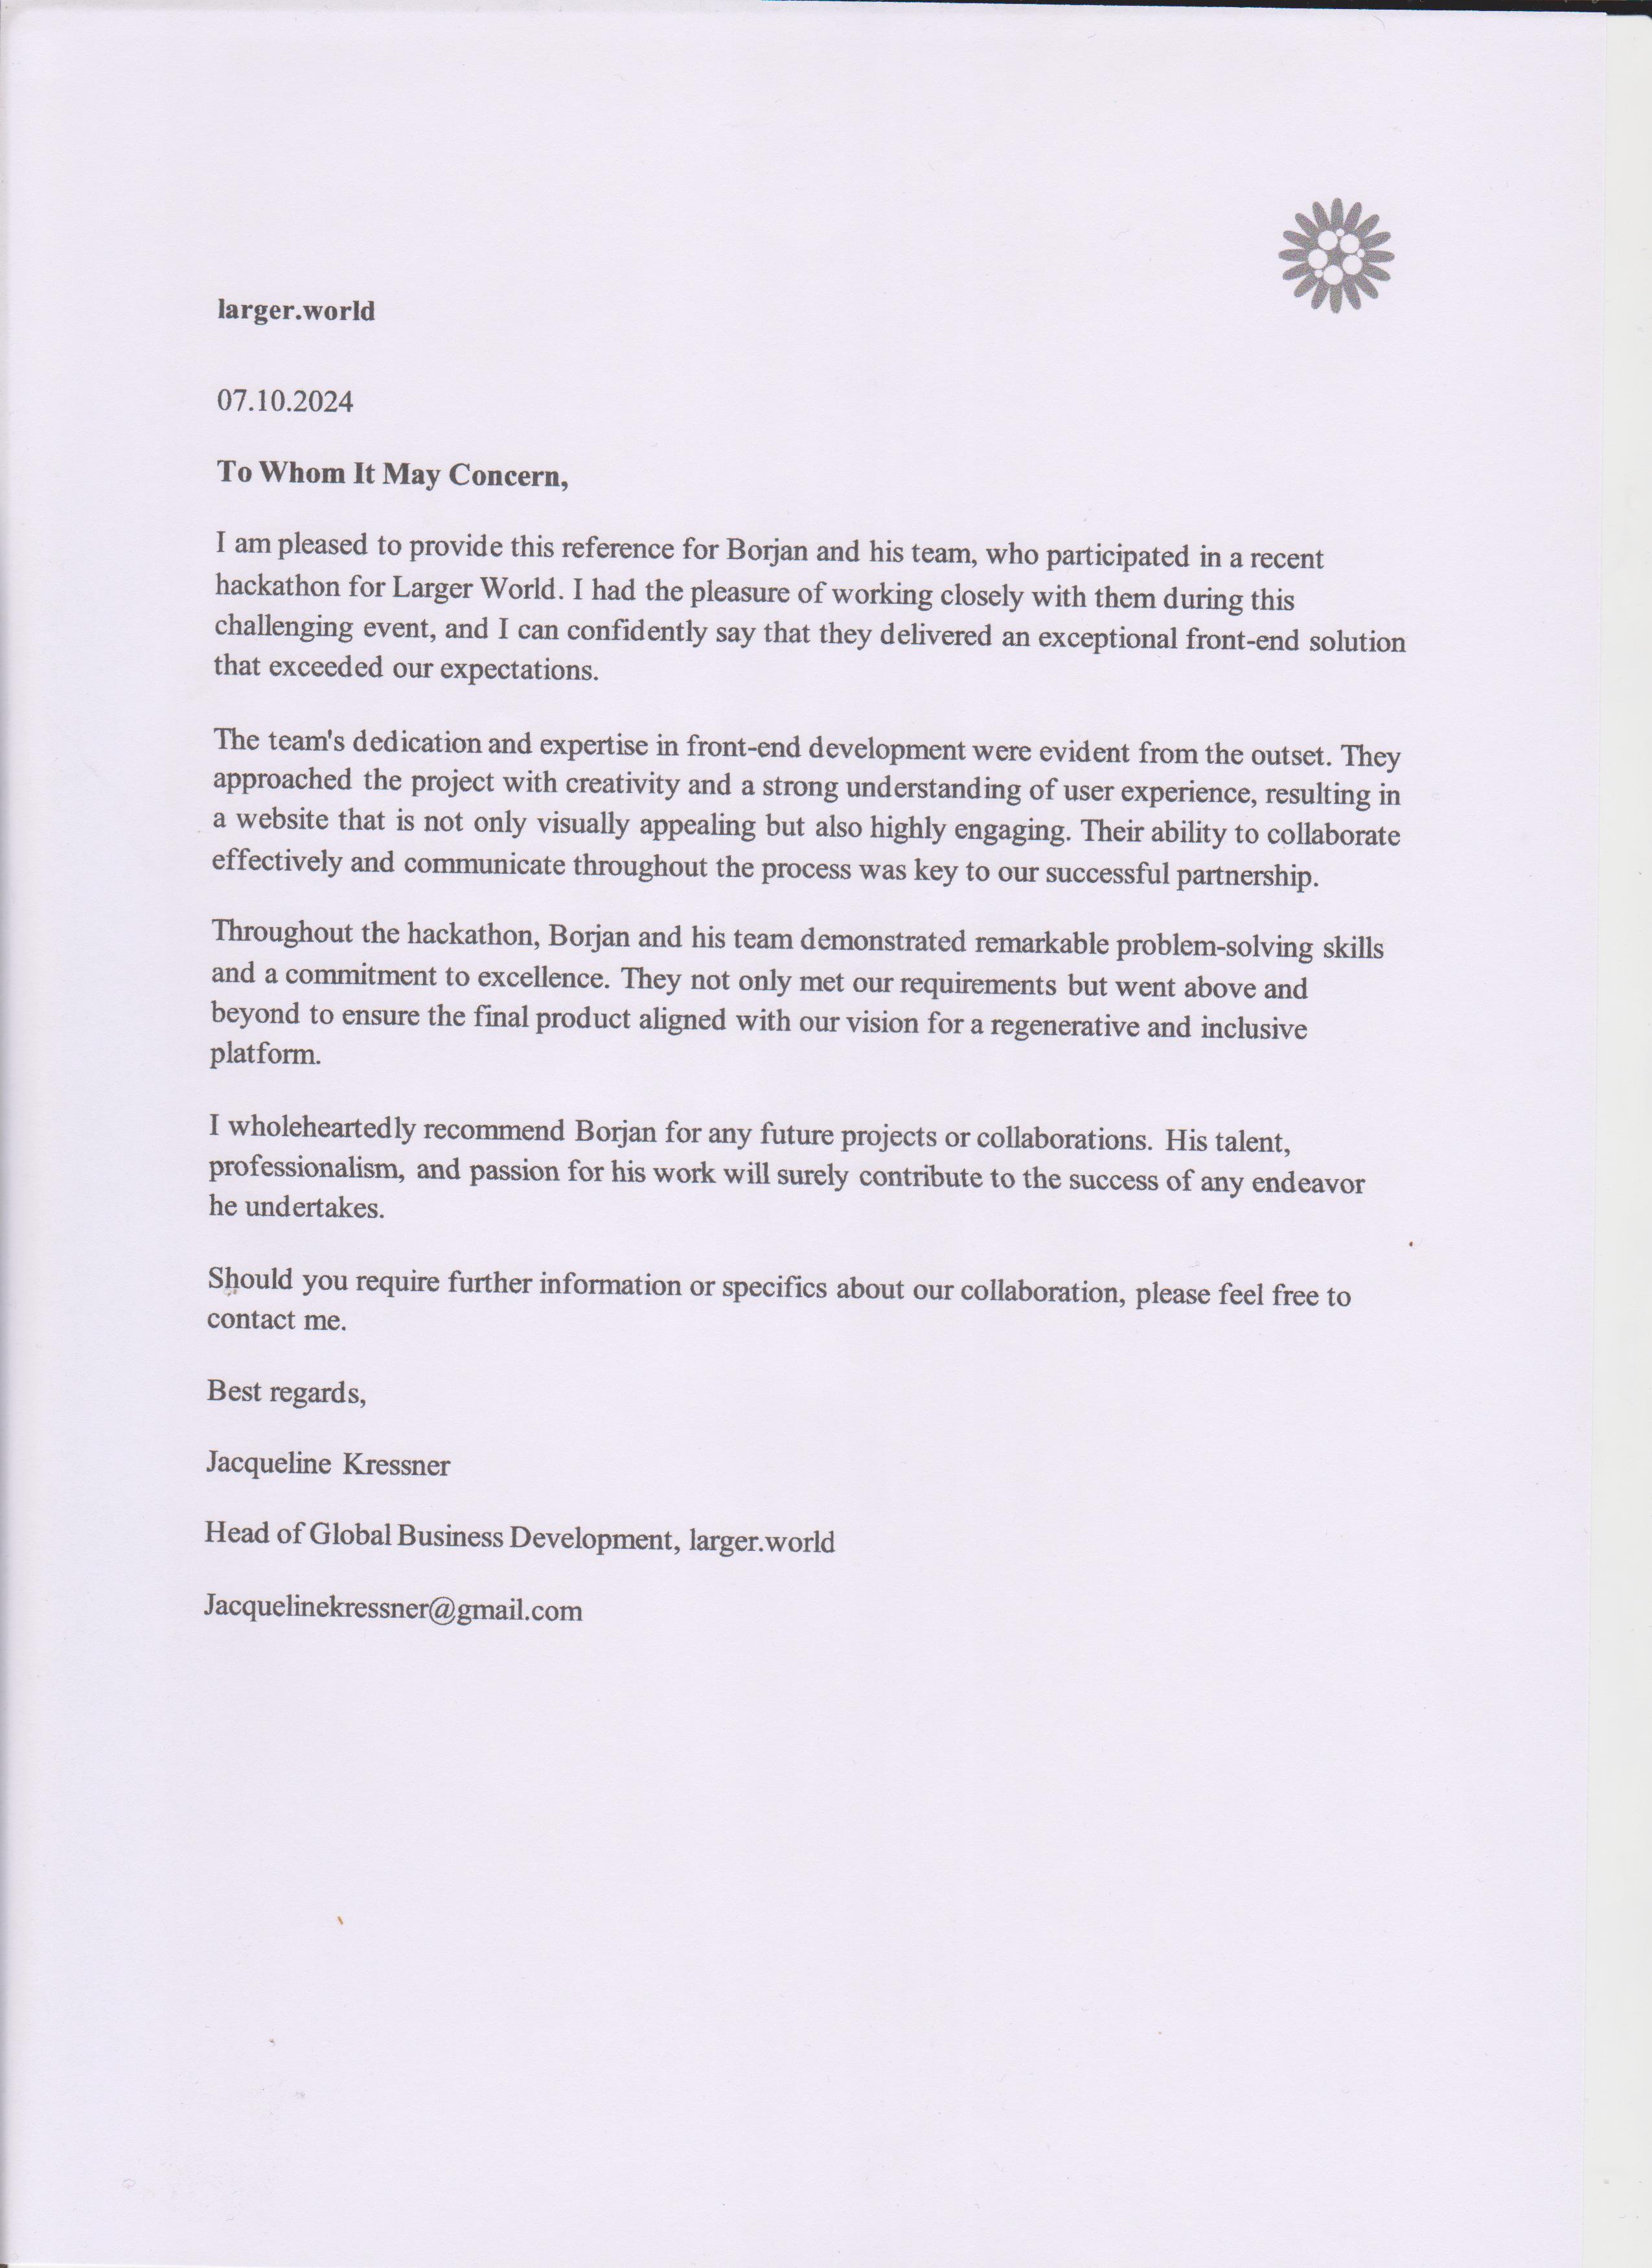 larger.world
07.10.2024
To Whom It May Concern,
I am pleased to provide this reference for Borjan and his team, who participated in a recent
hackathon for Larger World. I had the pleasure of working closely with them during this
challenging event, and I can confidently say that they delivered an exceptional front-end solution
that exceeded our expectations.
The team's dedication and expertise in front-end development were evident from the outset. They
approached the project with creativity and a strong understanding of user experience, resulting in
a website that is not only visually appealing but also highly engaging. Their ability to collaborate
effectively and communicate throughout the process was key to our successful partnership.
Throughout the hackathon, Borjan and his team demonstrated remarkable problem-solving skills
and a commitment to excellence. They not only met our requirements but went above and
beyond to ensure the final product aligned with our vision for a regenerative and inclusive
platform.
I wholeheartedly recommend Borjan for any future projects or collaborations. His talent,
professionalism, and passion for his work will surely contribute to the success of any endeavor
he undertakes.
Should you require further information or specifics about our collaboration, please feel free to
contact me.
Best regards,
Jacqueline Kressner
Head of Global Business Development, larger.world
Jacquelinekressner@gmail.com